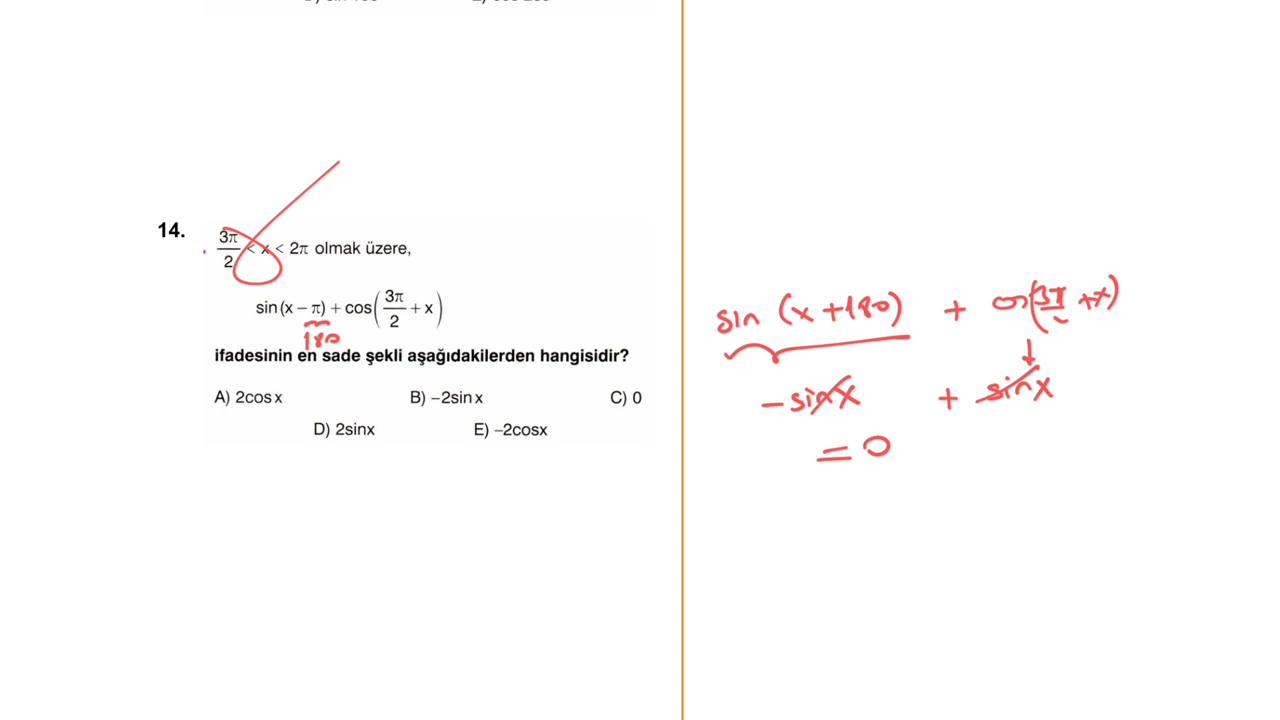 14.
3π/2 < x < 2π olmak üzere,
sin(x − π) + cos(3π/2 + x)
180
ifadesinin en sade şekli aşağıdakilerden hangisidir?
A) 2cos x B) −2sin x C) 0
D) 2sinx E) −2cosx
sin (x+180) + cos(3π/2 +x)
− sinx + sinx
= 0